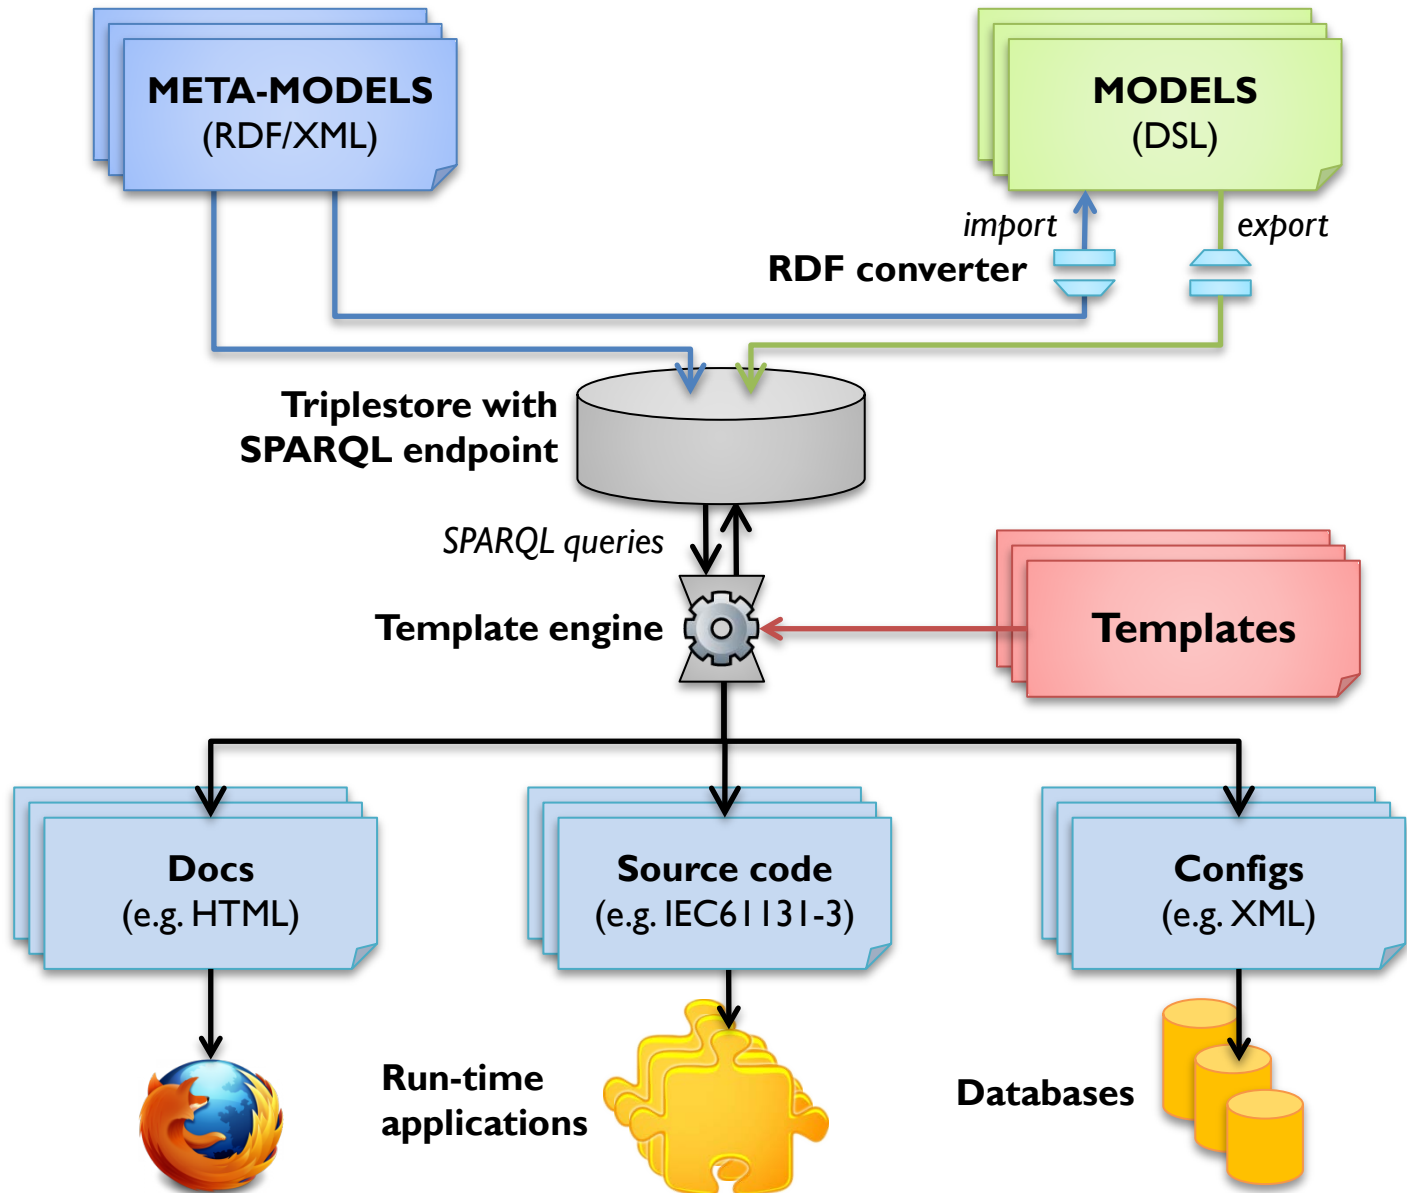 META-MODELS
(RDF/XML)
MODELS
(DSL)
import
export
RDF converter
Triplestore with
SPARQL endpoint
SPARQL queries
Template engine
Templates
Docs
(e.g. HTML)
Source code
(e.g. IEC61131-3)
Configs
(e.g. XML)
Run-time
applications
Databases